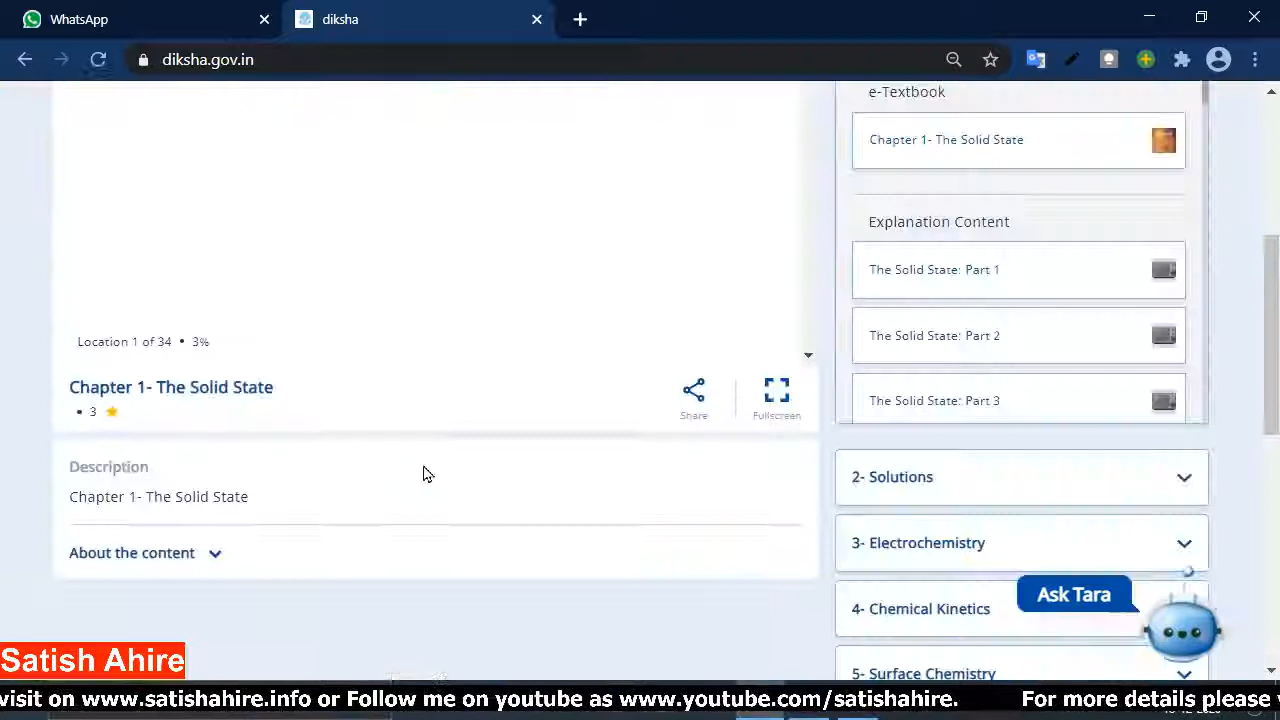 WhatsApp
diksha
diksha.gov.in
e-Textbook
Chapter 1- The Solid State
Explanation Content
The Solid State: Part 1
The Solid State: Part 2
The Solid State: Part 3
Location 1 of 34 • 3%
Chapter 1- The Solid State
• 3
Share
Fullscreen
Description
Chapter 1- The Solid State
About the content
2- Solutions
3- Electrochemistry
4- Chemical Kinetics
5- Surface Chemistry
Ask Tara
Satish Ahire
visit on www.satishahire.info or Follow me on youtube as www.youtube.com/satishahire. For more details please